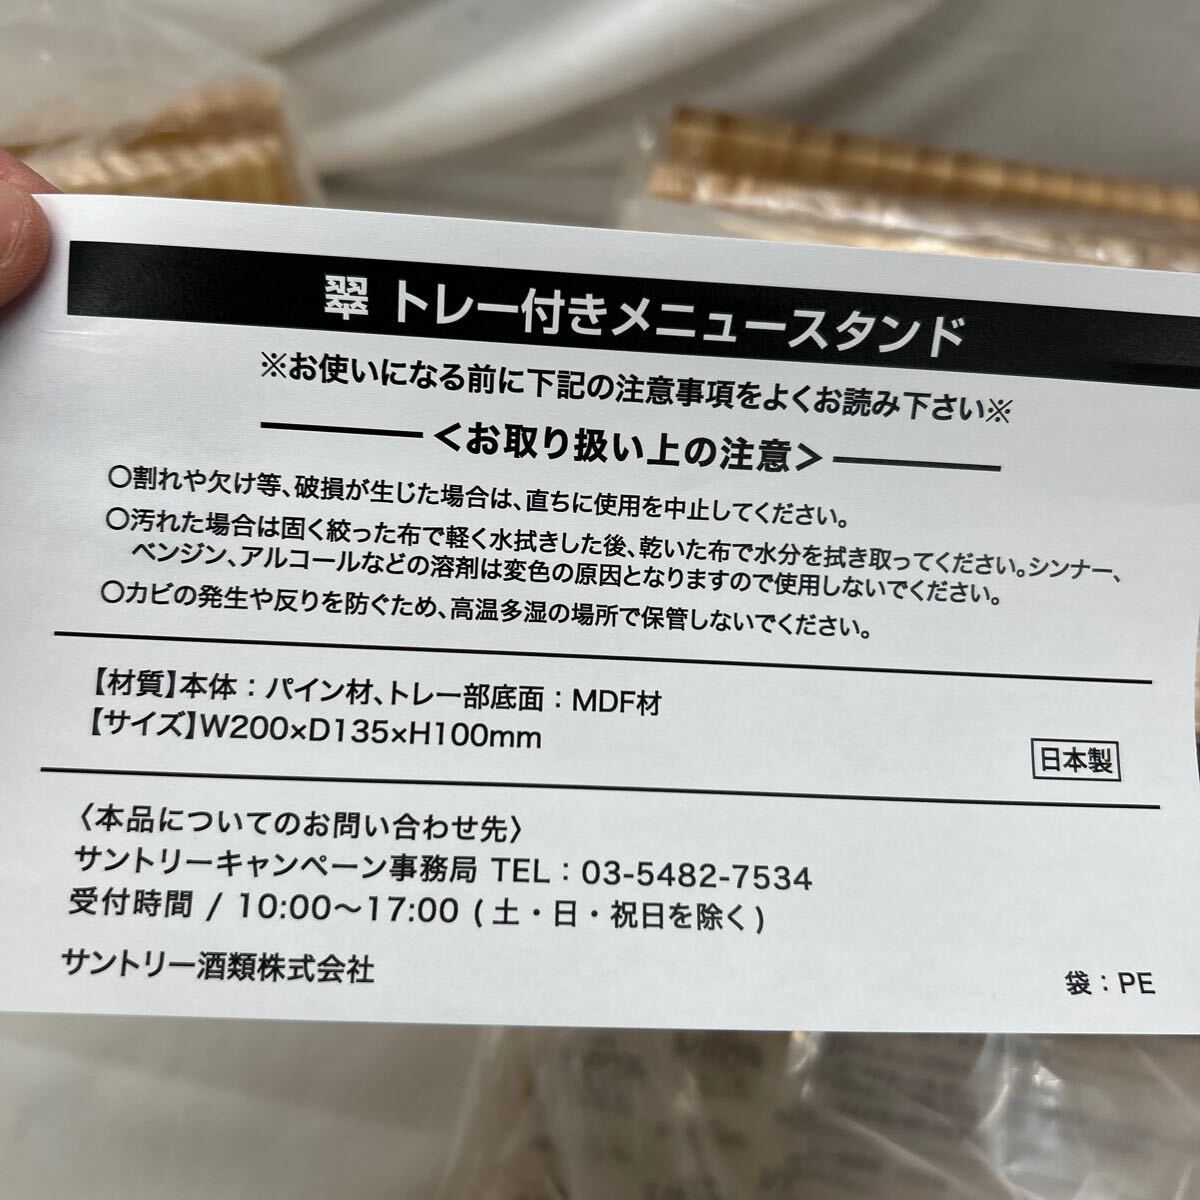 翠 トレー付きメニュースタンド
※お使いになる前に下記の注意事項をよくお読み下さい※
＜お取り扱い上の注意＞
○割れや欠け等、破損が生じた場合は、直ちに使用を中止してください。
○汚れた場合は固く絞った布で軽く水拭きした後、乾いた布で水分を拭き取ってください。シンナー、
ベンジン、アルコールなどの溶剤は変色の原因となりますので使用しないでください。
○カビの発生や反りを防ぐため、高温多湿の場所で保管しないでください。
【材質】本体：パイン材、トレー部底面：MDF材
【サイズ】W200×D135×H100mm
日本製
〈本品についてのお問い合わせ先〉
サントリーキャンペーン事務局 TEL：03-5482-7534
受付時間 / 10:00～17:00 (土・日・祝日を除く)
サントリー酒類株式会社
袋：PE